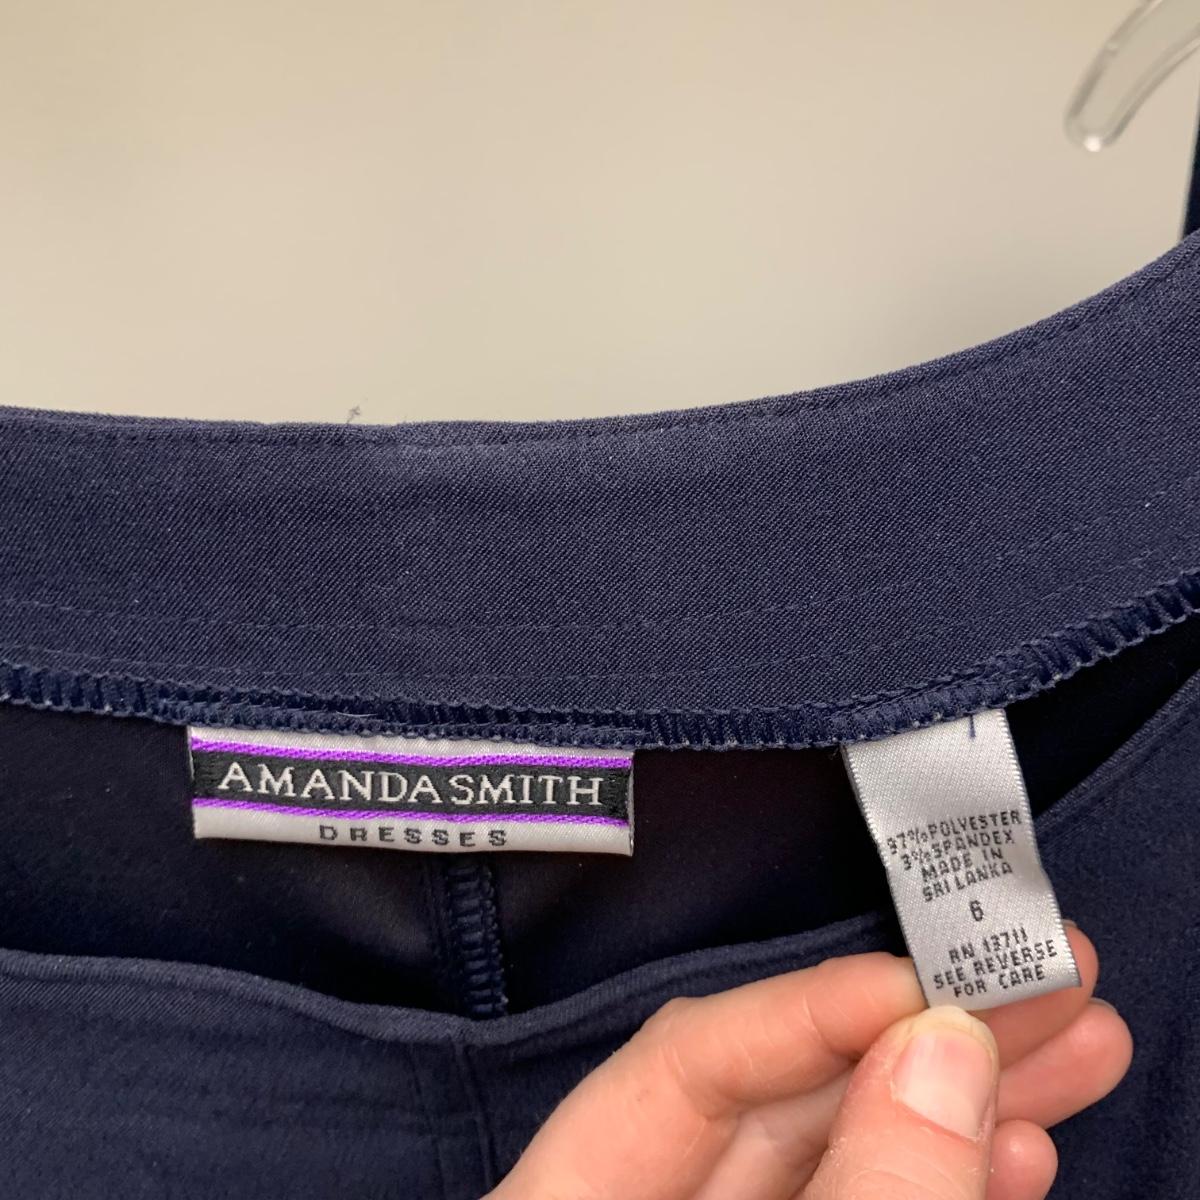 AMANDA SMITH
DRESSES
97% POLYESTER
3% SPANDEX
MADE IN
SRI LANKA
6
RN 13711
SEE REVERSE
FOR CARE